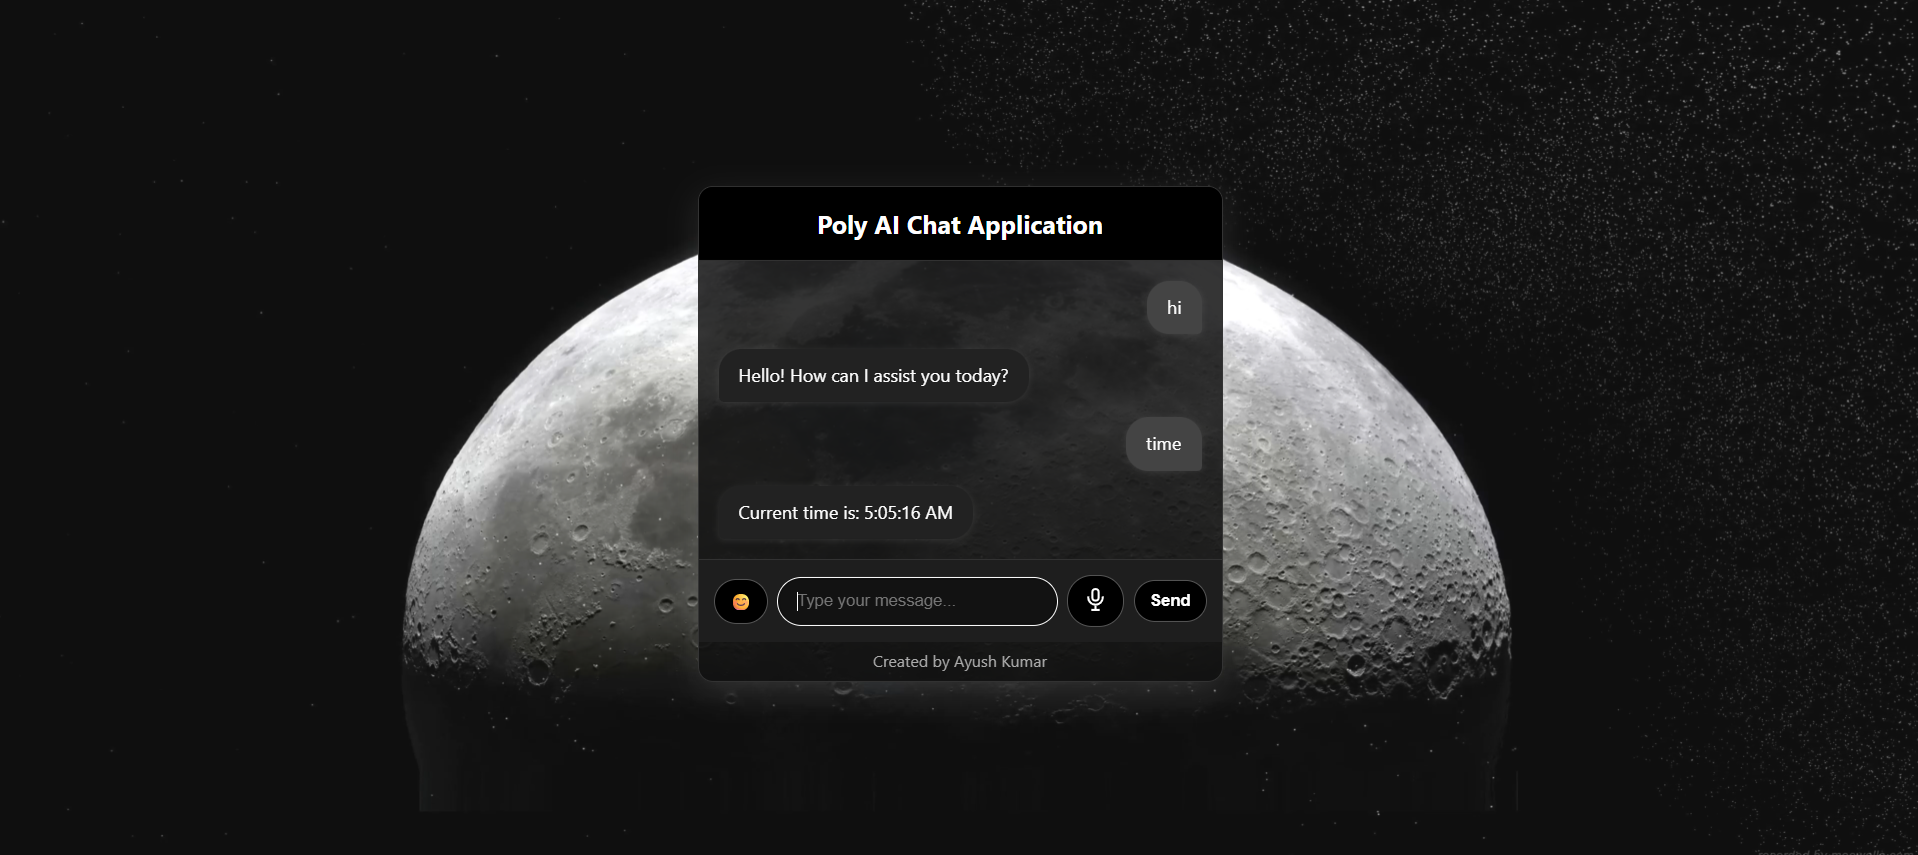 Poly AI Chat Application
hi
Hello! How can I assist you today?
time
Current time is: 5:05:16 AM
Type your message...
Send
Created by Ayush Kumar